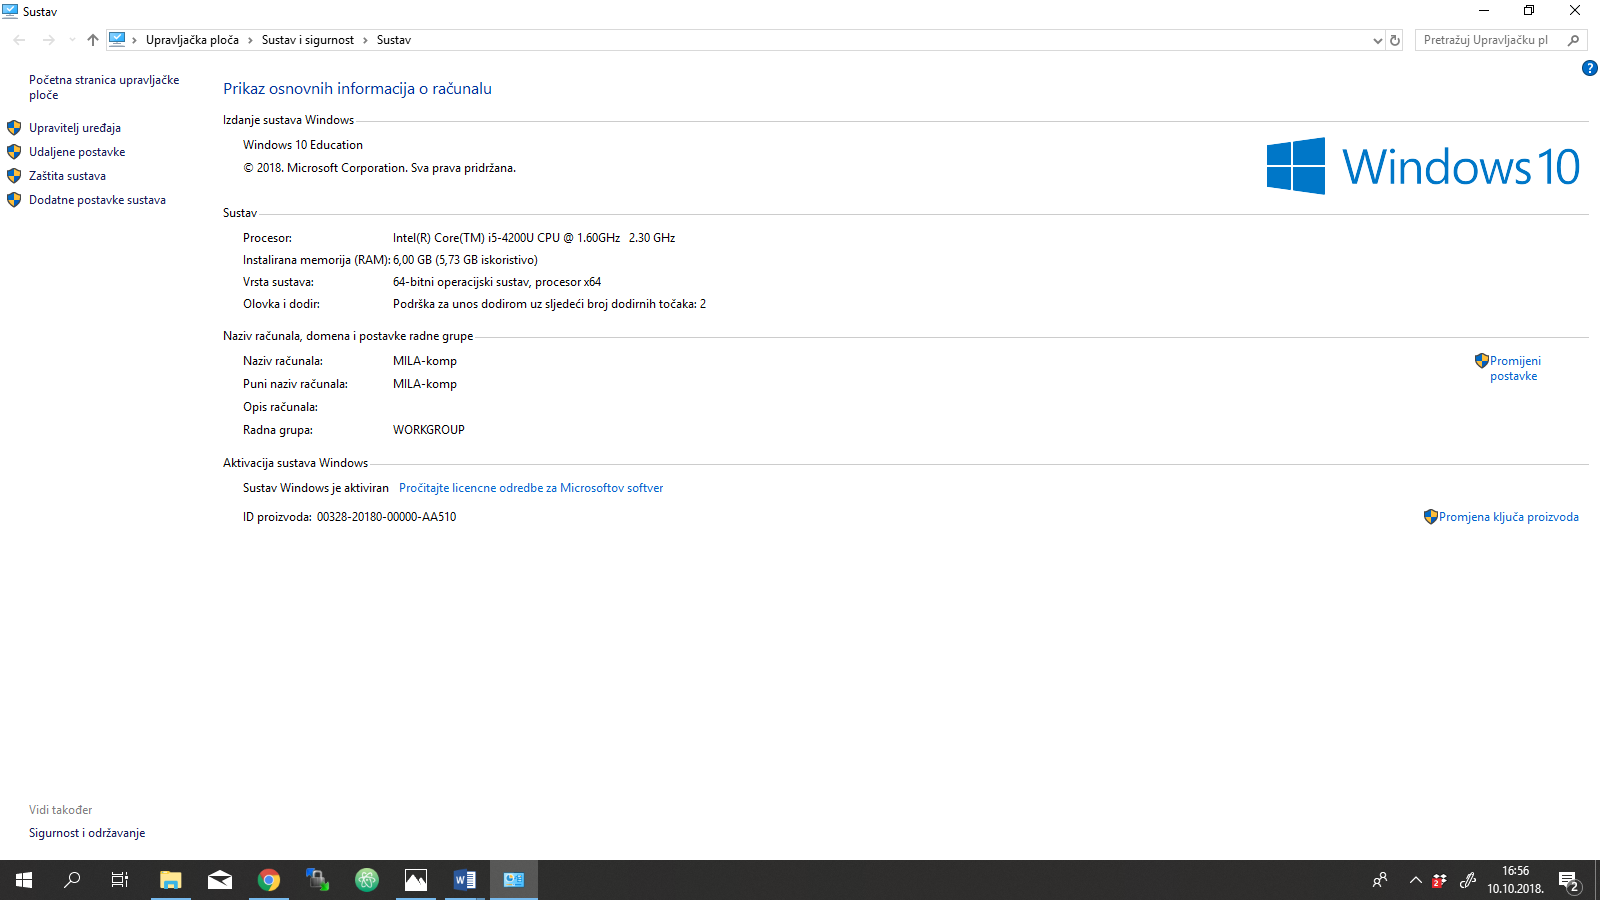 Sustav
Upravljačka ploča › Sustav i sigurnost › Sustav
Pretražuj Upravljačku pl
Početna stranica upravljačke
ploče
Upravitelj uređaja
Udaljene postavke
Zaštita sustava
Dodatne postavke sustava
Prikaz osnovnih informacija o računalu
Izdanje sustava Windows
Windows 10 Education
© 2018. Microsoft Corporation. Sva prava pridržana.
Windows 10
Sustav
Procesor: Intel(R) Core(TM) i5-4200U CPU @ 1.60GHz 2.30 GHz
Instalirana memorija (RAM): 6,00 GB (5,73 GB iskoristivo)
Vrsta sustava: 64-bitni operacijski sustav, procesor x64
Olovka i dodir: Podrška za unos dodirom uz sljedeći broj dodirnih točaka: 2
Naziv računala, domena i postavke radne grupe
Naziv računala: MILA-komp
Promijeni
postavke
Puni naziv računala: MILA-komp
Opis računala:
Radna grupa: WORKGROUP
Aktivacija sustava Windows
Sustav Windows je aktiviran Pročitajte licencne odredbe za Microsoftov softver
ID proizvoda: 00328-20180-00000-AA510
Promjena ključa proizvoda
Vidi također
Sigurnost i održavanje
2
16:56
10.10.2018.
2